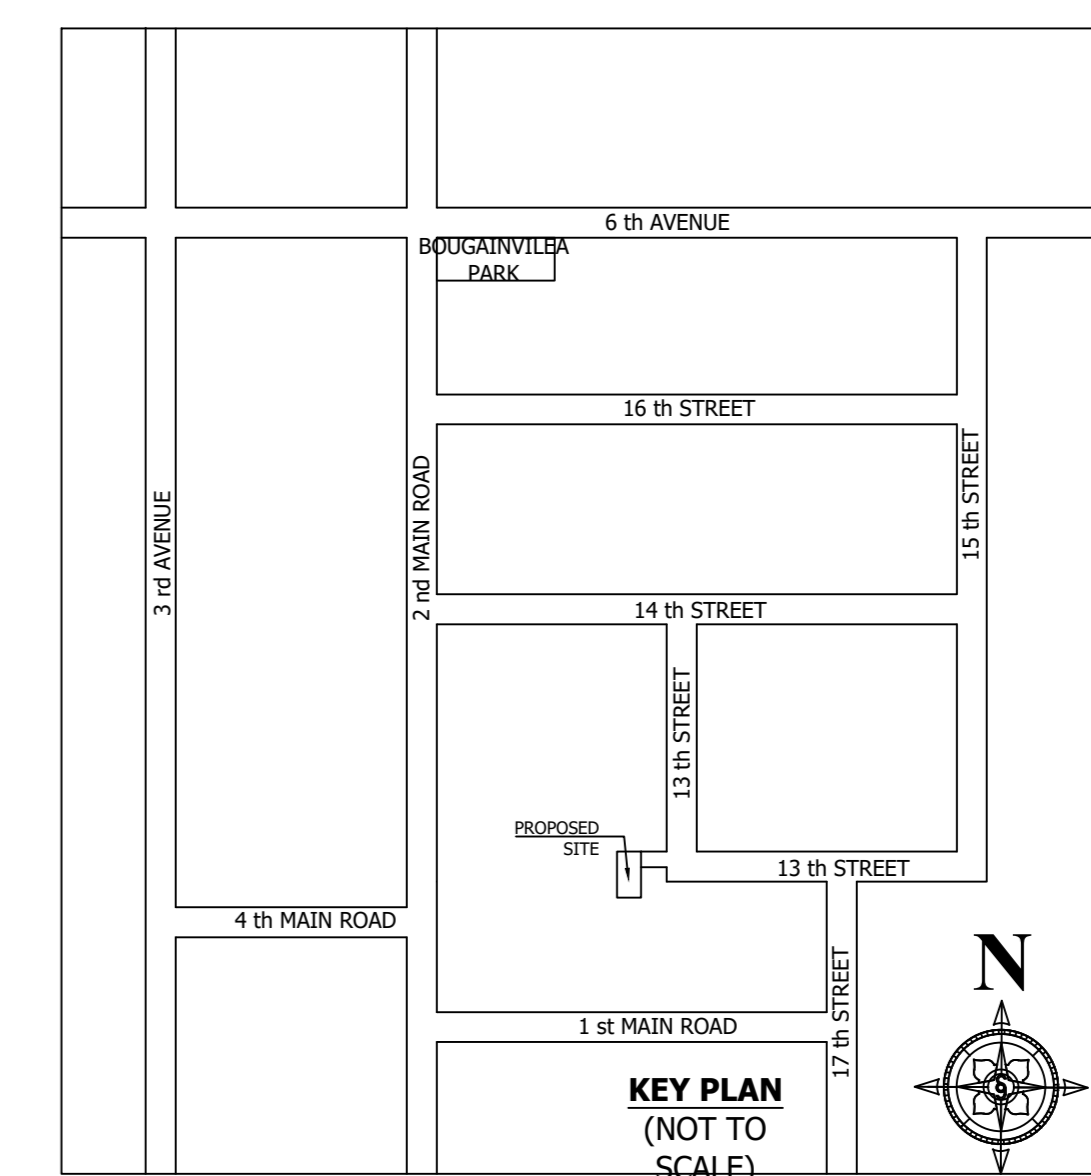 6 th AVENUE
BOUGAINVILEA
PARK
16 th STREET
15 th STREET
3 rd AVENUE
2 nd MAIN ROAD
14 th STREET
13 th STREET
PROPOSED
SITE
13 th STREET
4 th MAIN ROAD
N
17 th STREET
1 st MAIN ROAD
KEY PLAN
(NOT TO
SCALE)